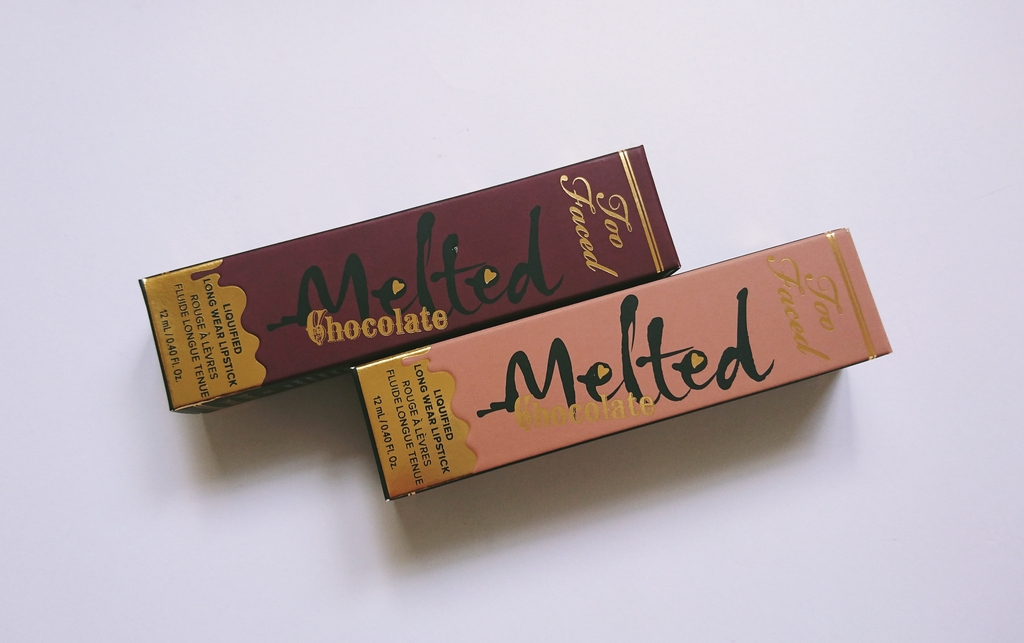 Too
Faced
Melted
Chocolate
LIQUIFIED
LONG WEAR LIPSTICK
ROUGE À LÈVRES
FLUIDE LONGUE TENUE
12 mL / 0.40 Fl. Oz.
Too
Faced
Melted
Chocolate
LIQUIFIED
LONG WEAR LIPSTICK
ROUGE À LÈVRES
FLUIDE LONGUE TENUE
12 mL / 0.40 Fl. Oz.